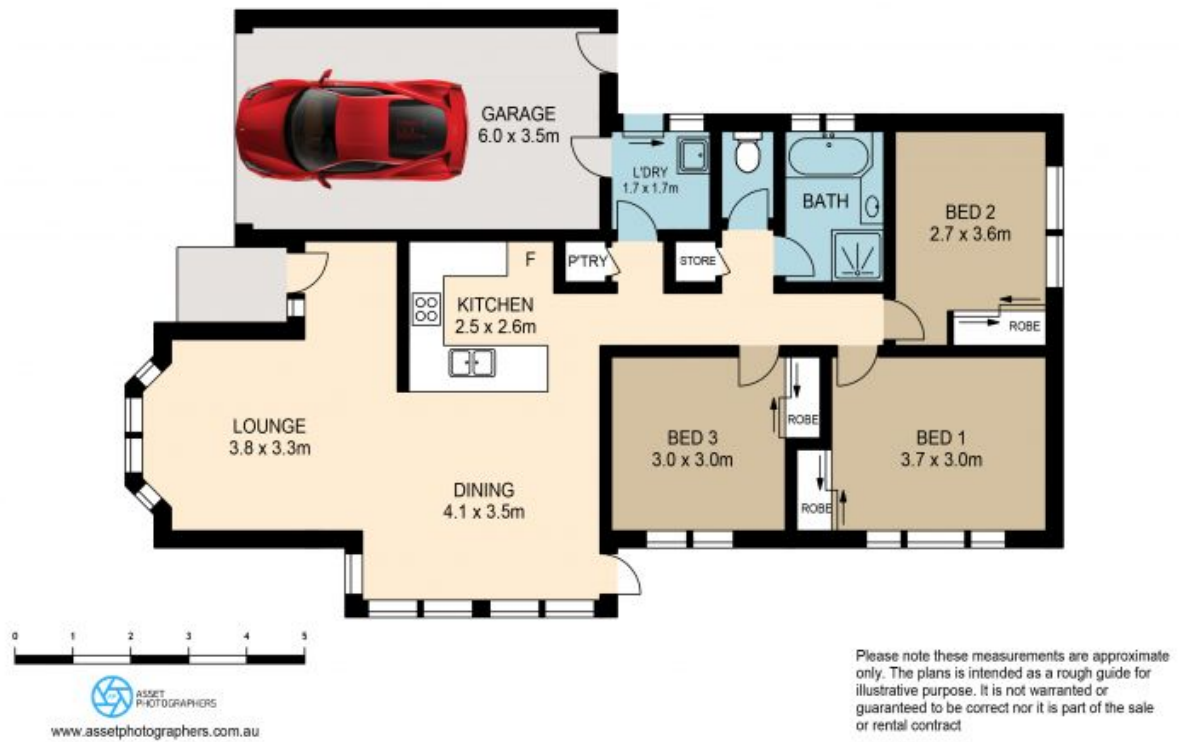 GARAGE
6.0 x 3.5m
L'DRY
1.7 x 1.7m
BATH
BED 2
2.7 x 3.6m
F
P'TRY
STORE
KITCHEN
2.5 x 2.6m
ROBE
LOUNGE
3.8 x 3.3m
ROBE
BED 3
3.0 x 3.0m
BED 1
3.7 x 3.0m
DINING
4.1 x 3.5m
ROBE
0 1 2 3 4 5
ASSET
PHOTOGRAPHERS
www.assetphotographers.com.au
Please note these measurements are approximate
only. The plans is intended as a rough guide for
illustrative purpose. It is not warranted or
guaranteed to be correct nor it is part of the sale
or rental contract